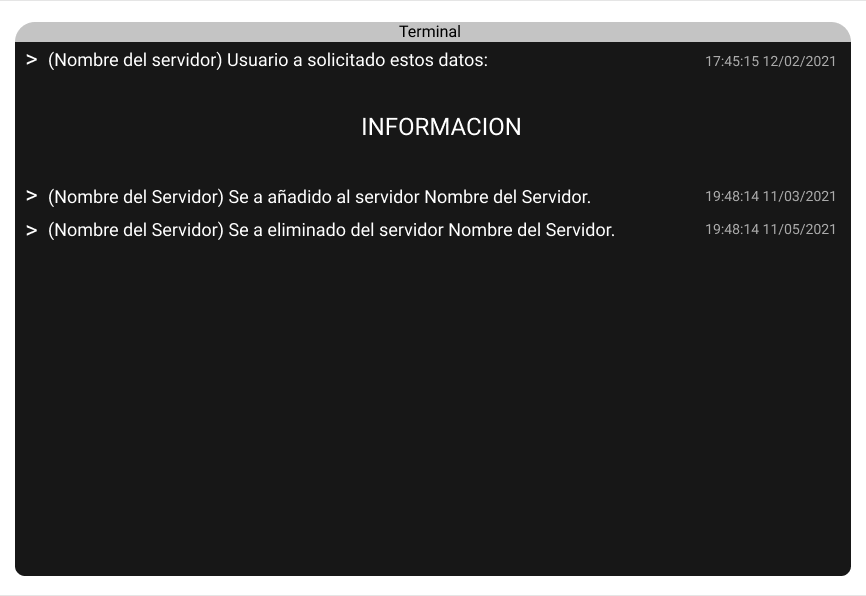 Terminal
> (Nombre del servidor) Usuario a solicitado estos datos: 17:45:15 12/02/2021
INFORMACION
> (Nombre del Servidor) Se a añadido al servidor Nombre del Servidor. 19:48:14 11/03/2021
> (Nombre del Servidor) Se a eliminado del servidor Nombre del Servidor. 19:48:14 11/05/2021